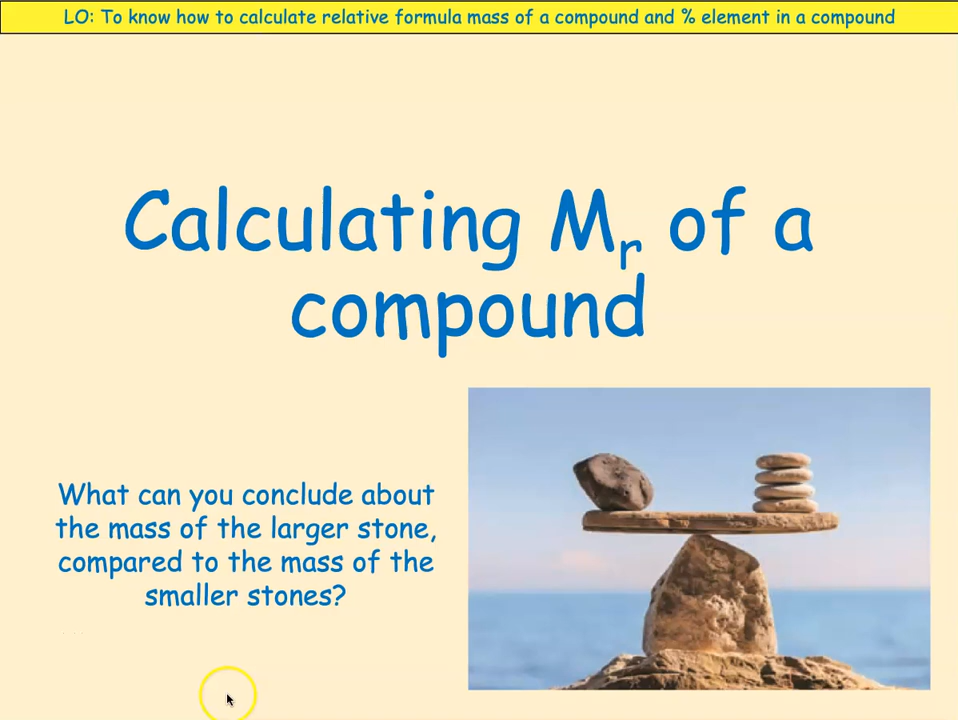 LO: To know how to calculate relative formula mass of a compound and % element in a compound
Calculating Mᵣ of a
compound
What can you conclude about
the mass of the larger stone,
compared to the mass of the
smaller stones?